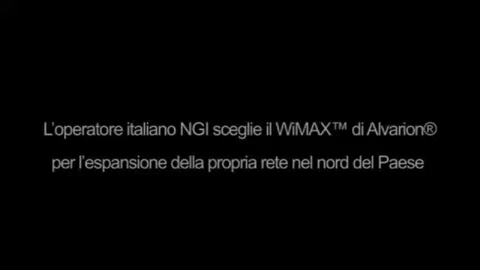 L'operatore italiano NGI sceglie il WiMAX™ di Alvarion®
per l'espansione della propria rete nel nord del Paese